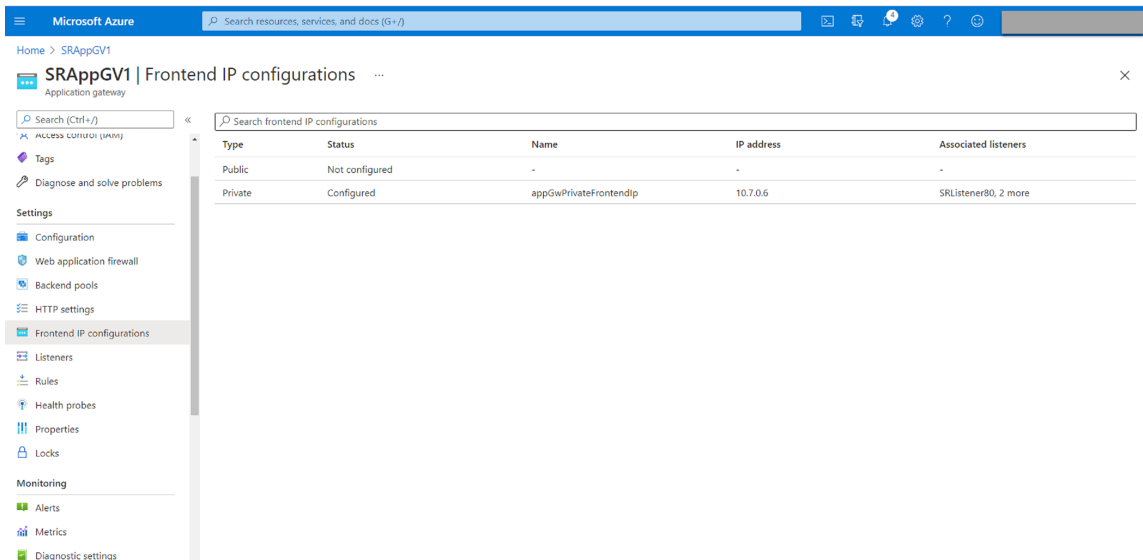 Microsoft Azure
Search resources, services, and docs (G+/)
4
Home > SRAppGV1
SRAppGV1 | Frontend IP configurations ...
Application gateway
Search (Ctrl+/)
Search frontend IP configurations
Access control (IAM)
Tags
Diagnose and solve problems
Settings
Configuration
Web application firewall
Backend pools
HTTP settings
Frontend IP configurations
Listeners
Rules
Health probes
Properties
Locks
Monitoring
Alerts
Metrics
Diagnostic settings
Type Status Name IP address Associated listeners
Public Not configured - - -
Private Configured appGwPrivateFrontendIp 10.7.0.6 SRListener80, 2 more